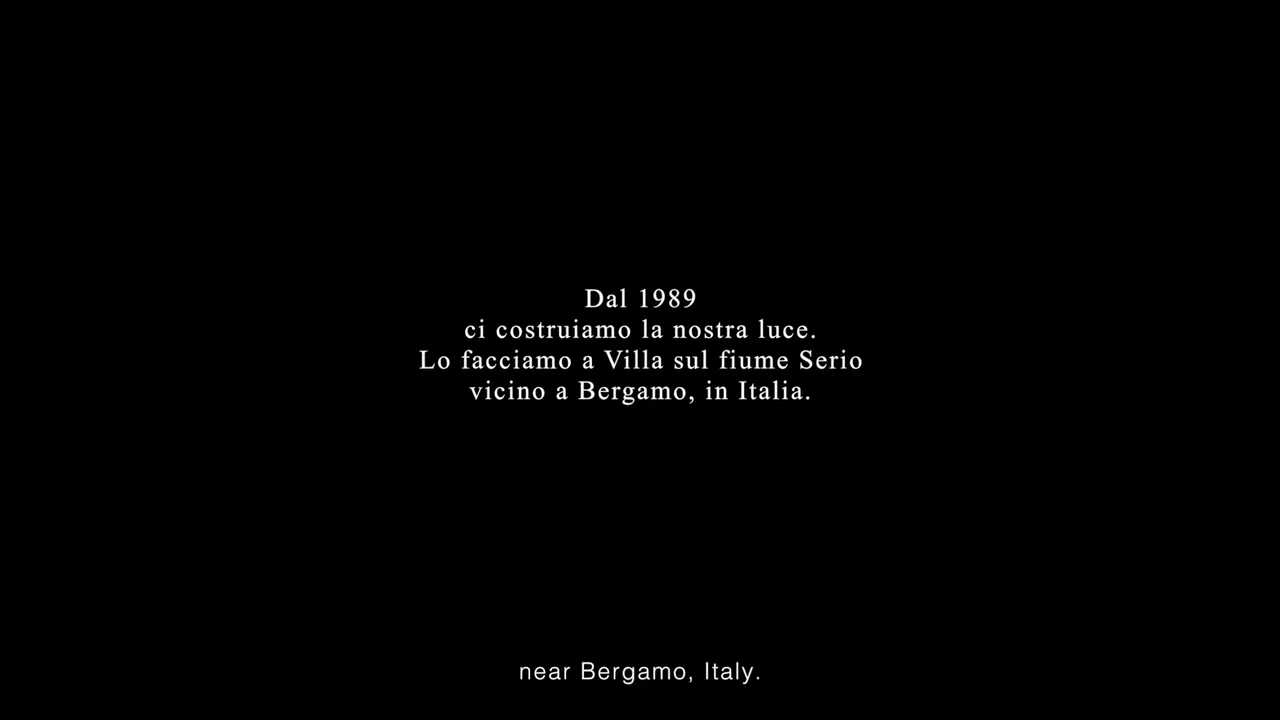 Dal 1989
ci costruiamo la nostra luce.
Lo facciamo a Villa sul fiume Serio
vicino a Bergamo, in Italia.
near Bergamo, Italy.